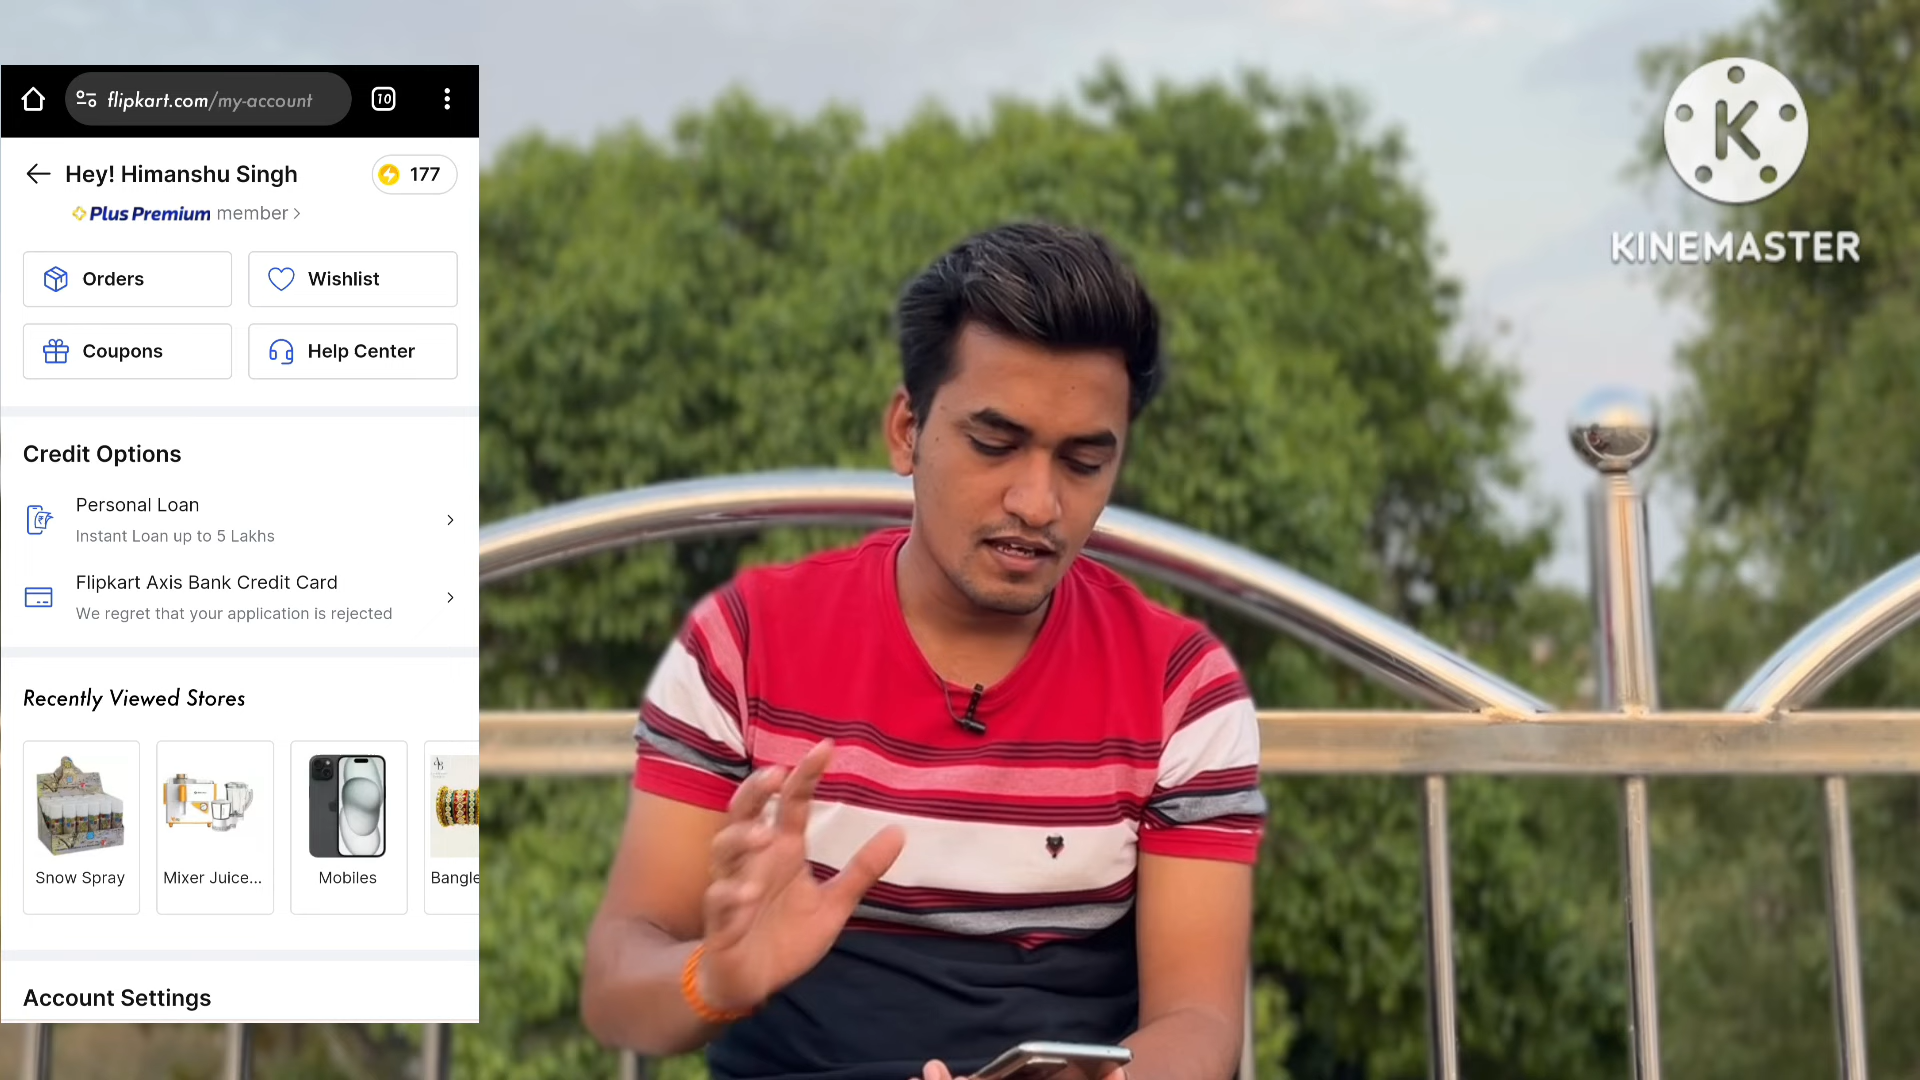 flipkart.com/my-account
10
Hey! Himanshu Singh
177
Plus Premium member
Orders
Wishlist
Coupons
Help Center
Credit Options
Personal Loan
Instant Loan up to 5 Lakhs
Flipkart Axis Bank Credit Card
We regret that your application is rejected
Recently Viewed Stores
Snow Spray
Mixer Juice...
Mobiles
Bangle
Account Settings
K
KINEMASTER